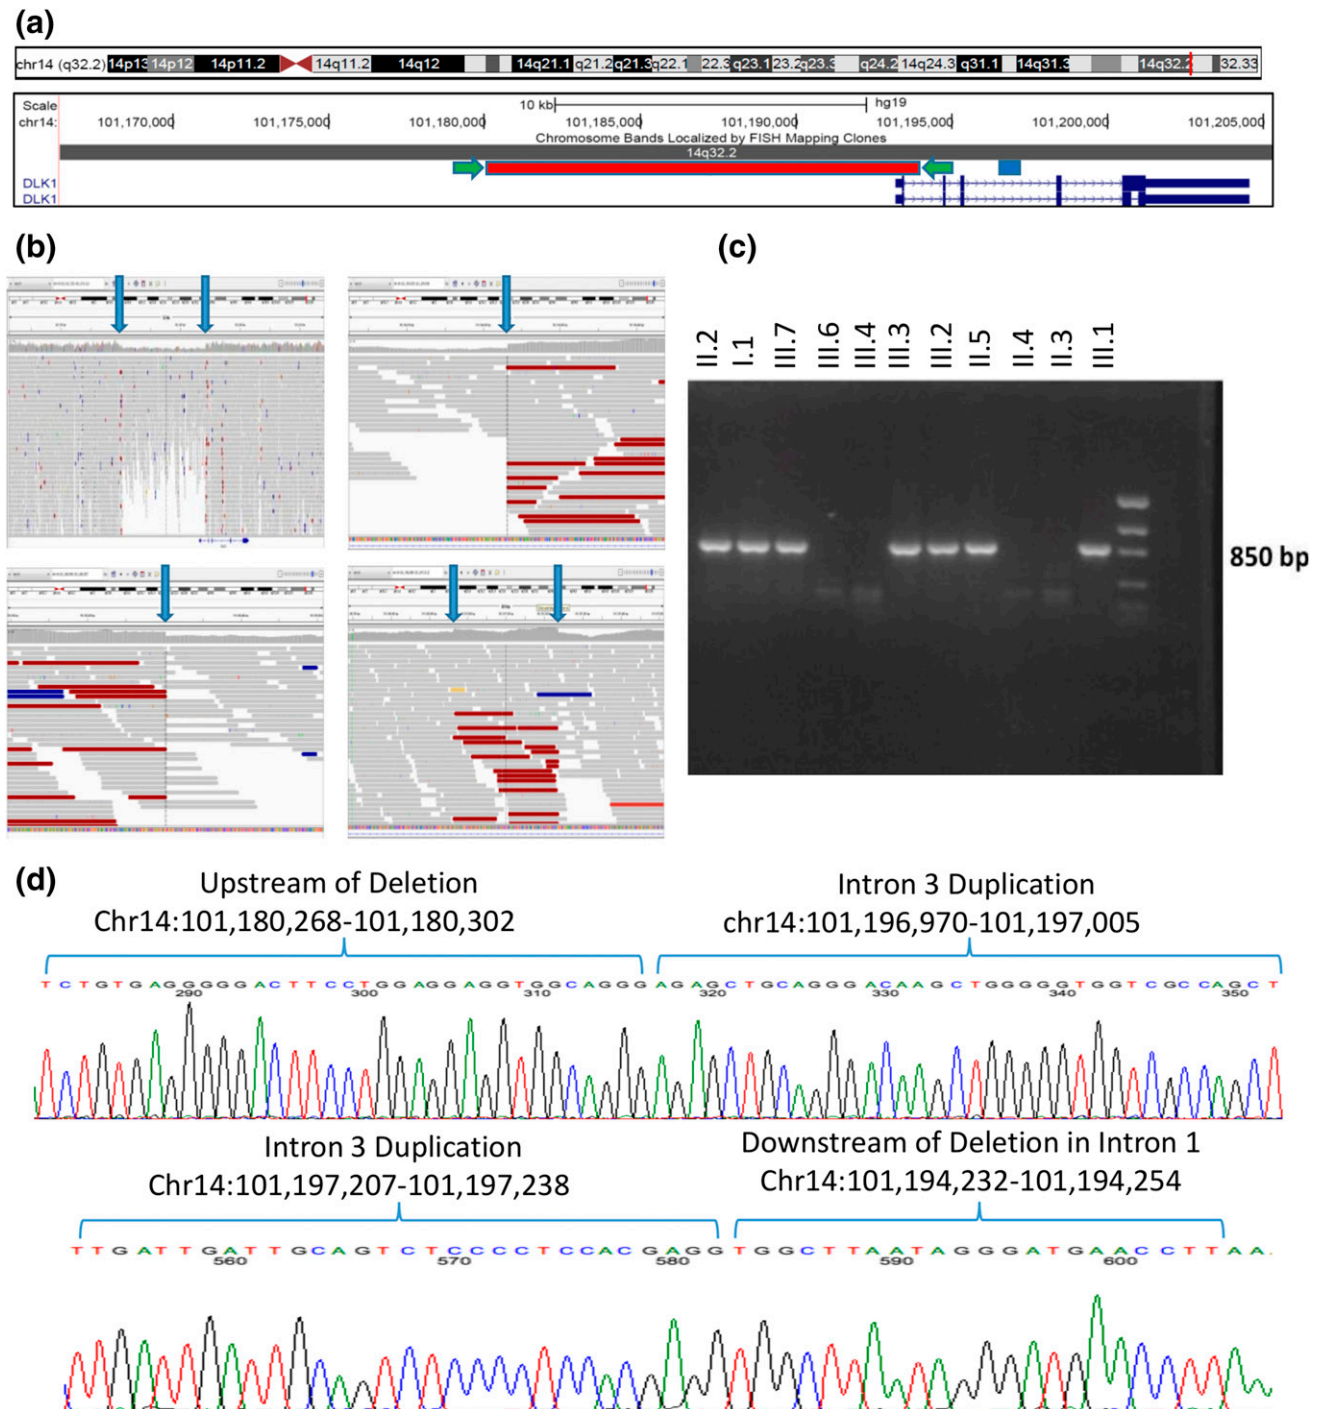 (a)
chr14 (q32.2) 14p13 14p12 14p11.2 14q11.2 14q12 14q21.1 q21.2 q21.3 q22.1 22.3 q23.1 23.2 q23.3 q24.2 14q24.3 q31.1 14q31.3 14q32.2 32.33
Scale 10 kb hg19
chr14: 101,170,000 101,175,000 101,180,000 101,185,000 101,190,000 101,195,000 101,200,000 101,205,000
Chromosome Bands Localized by FISH Mapping Clones
14q32.2
DLK1
DLK1
(b)
(c)
II.2 I.1 III.7 III.6 III.4 III.3 III.2 II.5 II.4 II.3 III.1
850 bp
(d)
Upstream of Deletion
Chr14:101,180,268-101,180,302
Intron 3 Duplication
chr14:101,196,970-101,197,005
TCTGTGAGGGGGACTTCCTGGAGGAGGTGGCAGGGAGAGCTGCAGGGACAAGCTGGGGGTGGTCGCCAGCT
290 300 310 320 330 340 350
Intron 3 Duplication
Chr14:101,197,207-101,197,238
Downstream of Deletion in Intron 1
Chr14:101,194,232-101,194,254
TTGATTGATTGCAGTCTCCCCTCCACGAGGTGGCTTAATAGGGATGAACCTTAA.
560 570 580 590 600